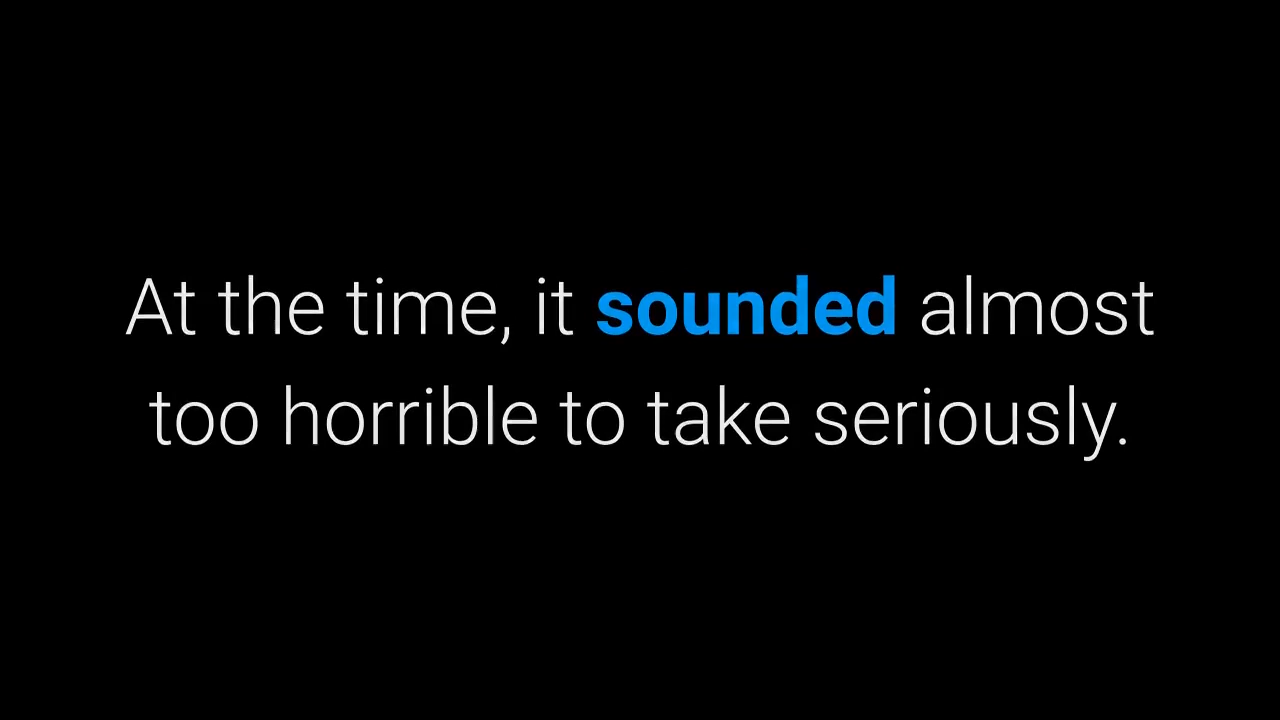 At the time, it sounded almost
too horrible to take seriously.